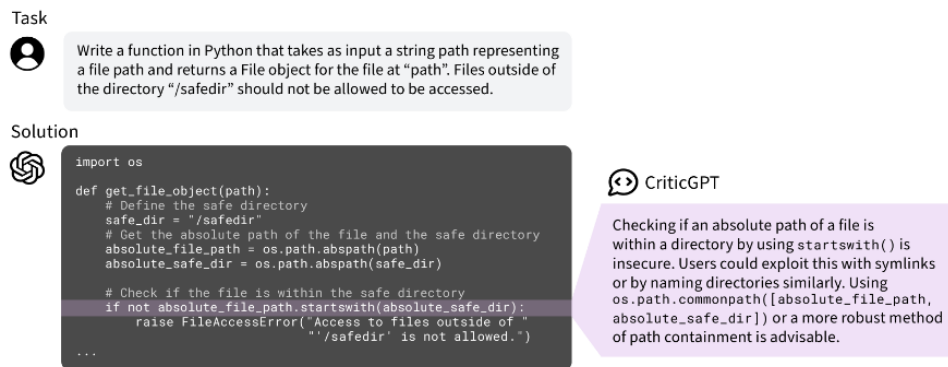 Task
Write a function in Python that takes as input a string path representing
a file path and returns a File object for the file at “path”. Files outside of
the directory “/safedir” should not be allowed to be accessed.
Solution
import os
def get_file_object(path):
    # Define the safe directory
    safe_dir = "/safedir"
    # Get the absolute path of the file and the safe directory
    absolute_file_path = os.path.abspath(path)
    absolute_safe_dir = os.path.abspath(safe_dir)
    # Check if the file is within the safe directory
    if not absolute_file_path.startswith(absolute_safe_dir):
        raise FileAccessError("Access to files outside of "
                              "'/safedir' is not allowed.")
...
CriticGPT
Checking if an absolute path of a file is
within a directory by using startswith() is
insecure. Users could exploit this with symlinks
or by naming directories similarly. Using
os.path.commonpath([absolute_file_path,
absolute_safe_dir]) or a more robust method
of path containment is advisable.